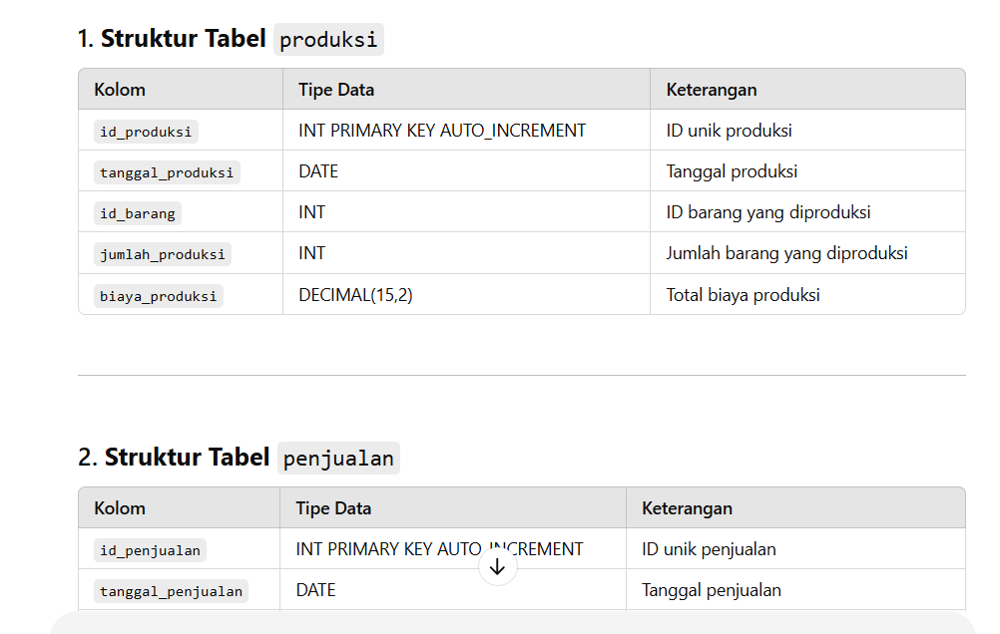 1. Struktur Tabel produksi
Kolom Tipe Data Keterangan
id_produksi INT PRIMARY KEY AUTO_INCREMENT ID unik produksi
tanggal_produksi DATE Tanggal produksi
id_barang INT ID barang yang diproduksi
jumlah_produksi INT Jumlah barang yang diproduksi
biaya_produksi DECIMAL(15,2) Total biaya produksi
2. Struktur Tabel penjualan
Kolom Tipe Data Keterangan
id_penjualan INT PRIMARY KEY AUTO_INCREMENT ID unik penjualan
tanggal_penjualan DATE Tanggal penjualan